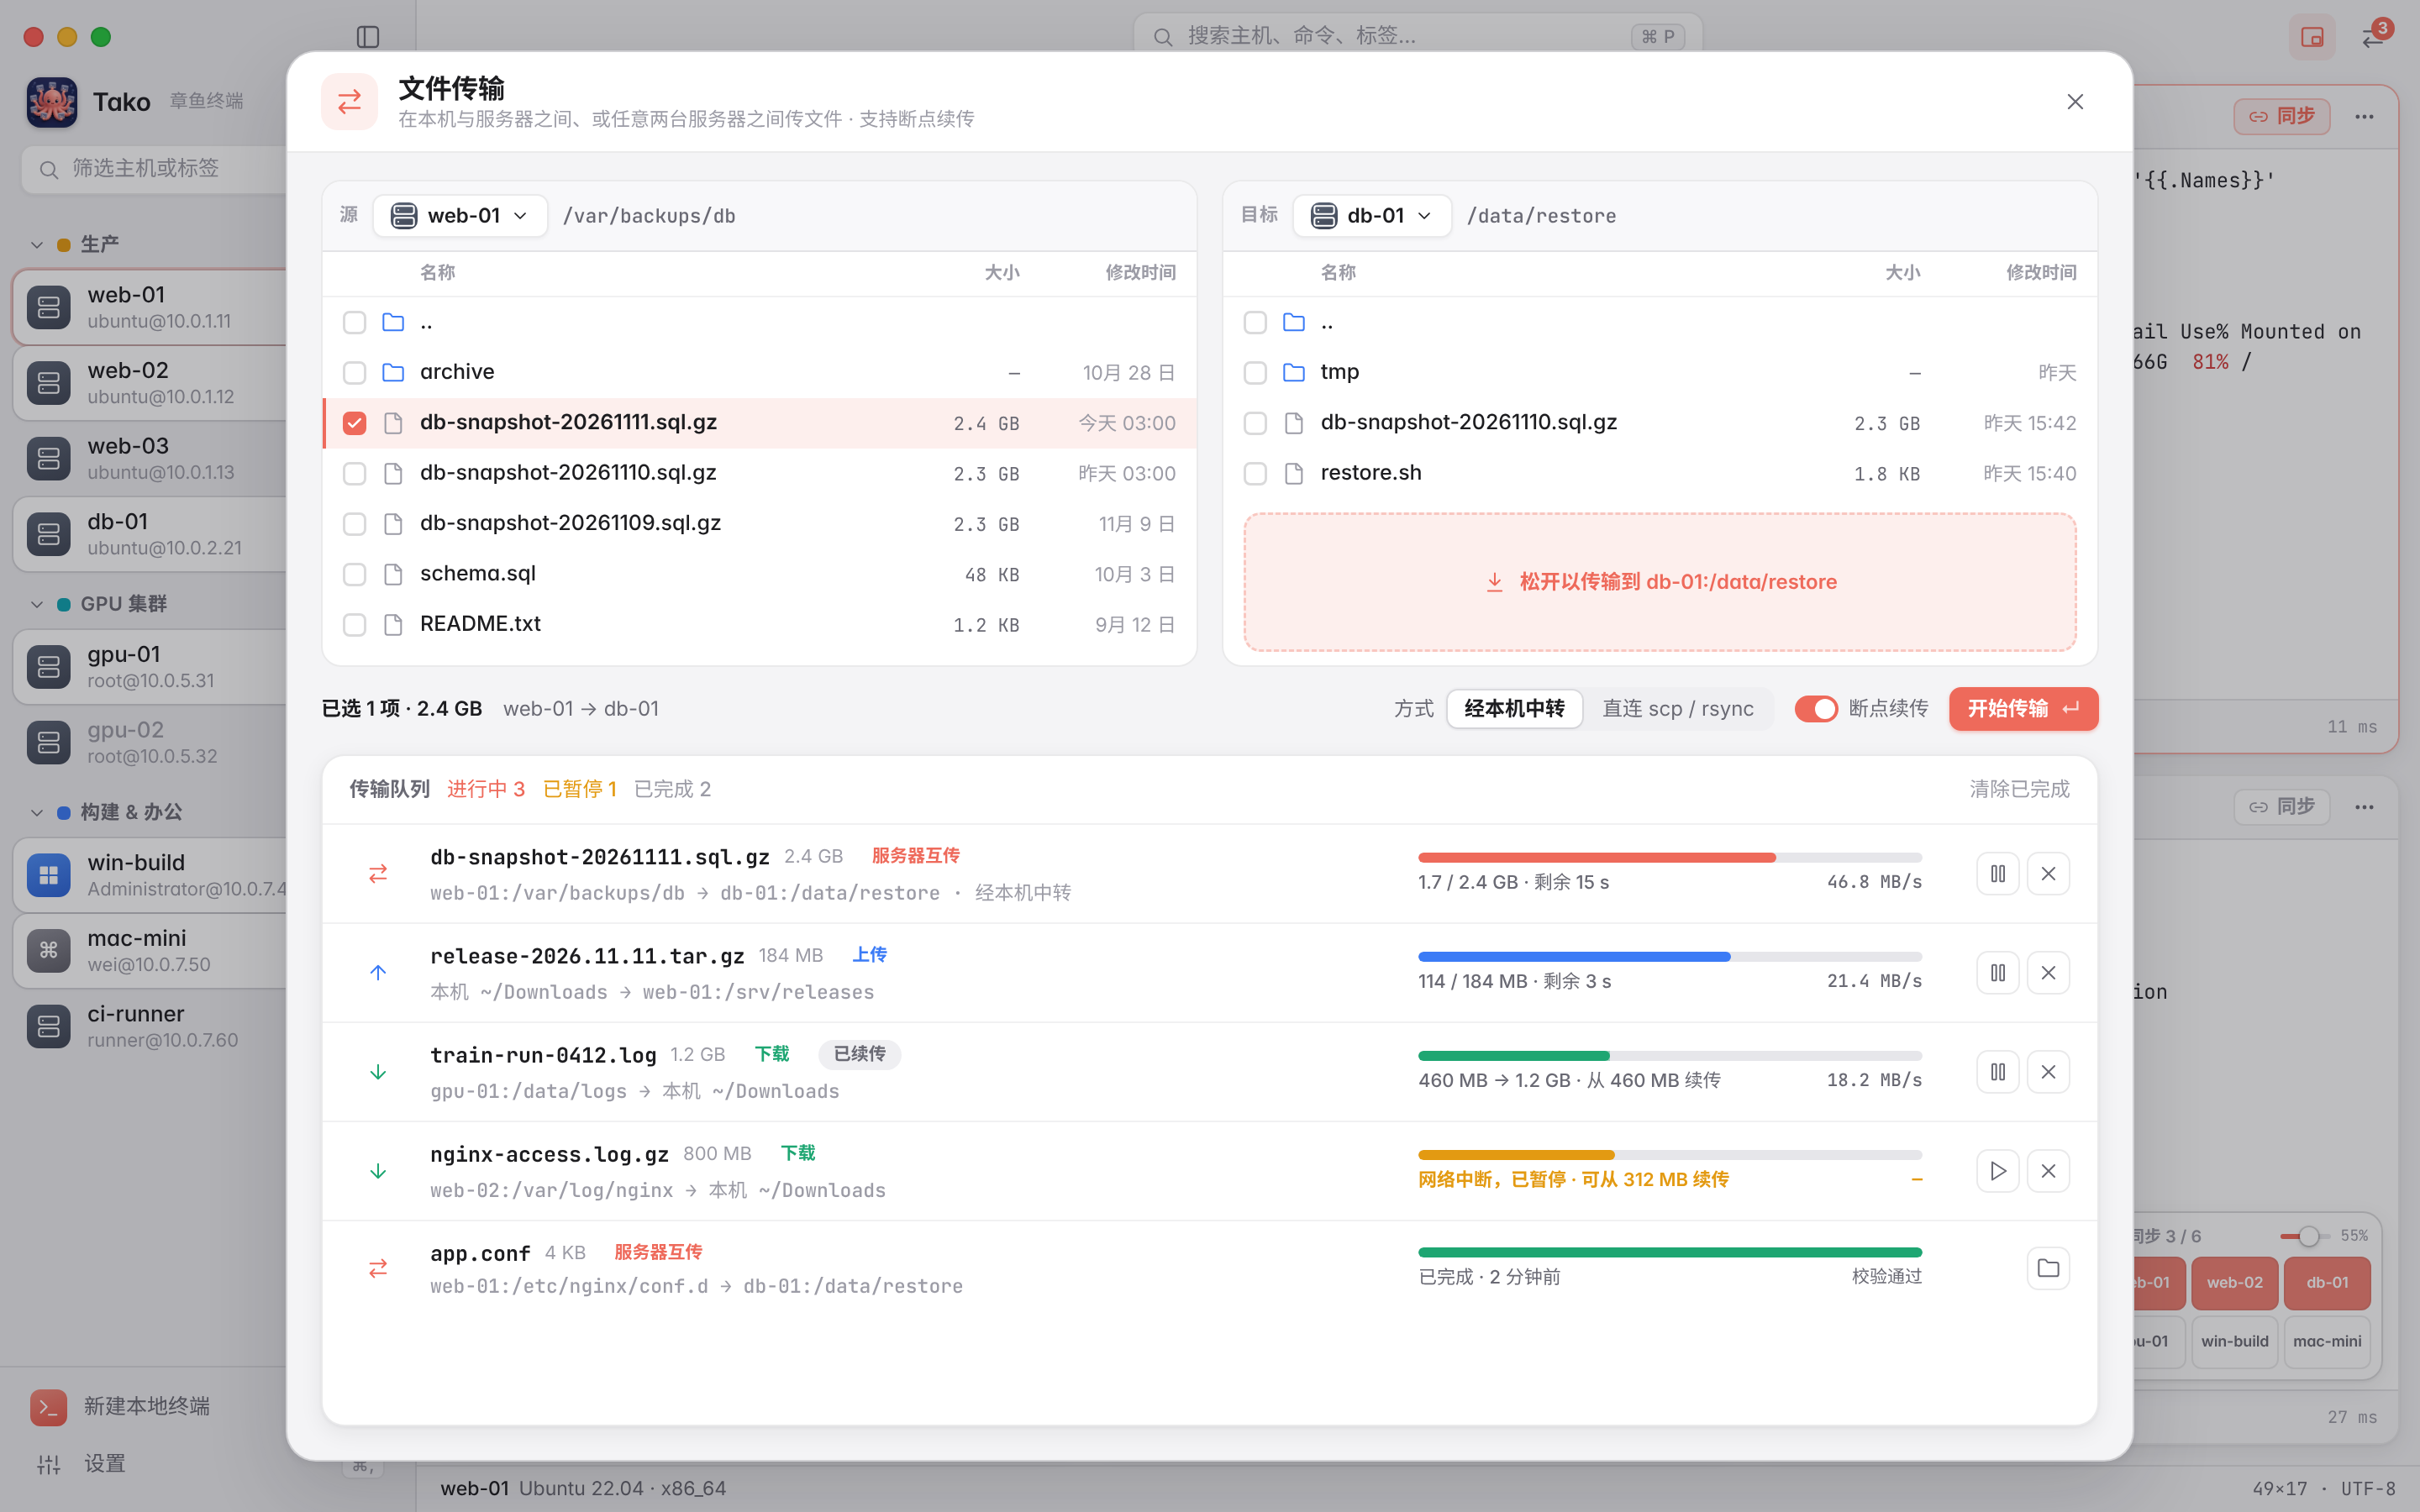 搜索主机、命令、标签...
⌘ P
3
Tako 章鱼终端
筛选主机或标签
生产
web-01
ubuntu@10.0.1.11
web-02
ubuntu@10.0.1.12
web-03
ubuntu@10.0.1.13
db-01
ubuntu@10.0.2.21
GPU 集群
gpu-01
root@10.0.5.31
gpu-02
root@10.0.5.32
构建 & 办公
win-build
Administrator@10.0.7.4
mac-mini
wei@10.0.7.50
ci-runner
runner@10.0.7.60
新建本地终端
设置
⌘,
文件传输
在本机与服务器之间、或任意两台服务器之间传文件 · 支持断点续传
源 web-01 /var/backups/db
名称 大小 修改时间
..
archive – 10月 28 日
db-snapshot-20261111.sql.gz 2.4 GB 今天 03:00
db-snapshot-20261110.sql.gz 2.3 GB 昨天 03:00
db-snapshot-20261109.sql.gz 2.3 GB 11月 9 日
schema.sql 48 KB 10月 3 日
README.txt 1.2 KB 9月 12 日
目标 db-01 /data/restore
名称 大小 修改时间
..
tmp – 昨天
db-snapshot-20261110.sql.gz 2.3 GB 昨天 15:42
restore.sh 1.8 KB 昨天 15:40
松开以传输到 db-01:/data/restore
已选 1 项 · 2.4 GB web-01 → db-01
方式 经本机中转 直连 scp / rsync 断点续传 开始传输
传输队列 进行中 3 已暂停 1 已完成 2 清除已完成
db-snapshot-20261111.sql.gz 2.4 GB 服务器互传
web-01:/var/backups/db → db-01:/data/restore · 经本机中转
1.7 / 2.4 GB · 剩余 15 s 46.8 MB/s
release-2026.11.11.tar.gz 184 MB 上传
本机 ~/Downloads → web-01:/srv/releases
114 / 184 MB · 剩余 3 s 21.4 MB/s
train-run-0412.log 1.2 GB 下载 已续传
gpu-01:/data/logs → 本机 ~/Downloads
460 MB → 1.2 GB · 从 460 MB 续传 18.2 MB/s
nginx-access.log.gz 800 MB 下载
web-02:/var/log/nginx → 本机 ~/Downloads
网络中断，已暂停 · 可从 312 MB 续传 –
app.conf 4 KB 服务器互传
web-01:/etc/nginx/conf.d → db-01:/data/restore
已完成 · 2 分钟前 校验通过
同步
'{{.Names}}'
ail Use% Mounted on
66G 81% /
11 ms
同步
ion
同步 3 / 6 55%
b-01 web-02 db-01
u-01 win-build mac-mini
27 ms
web-01 Ubuntu 22.04 · x86_64
49×17 · UTF-8